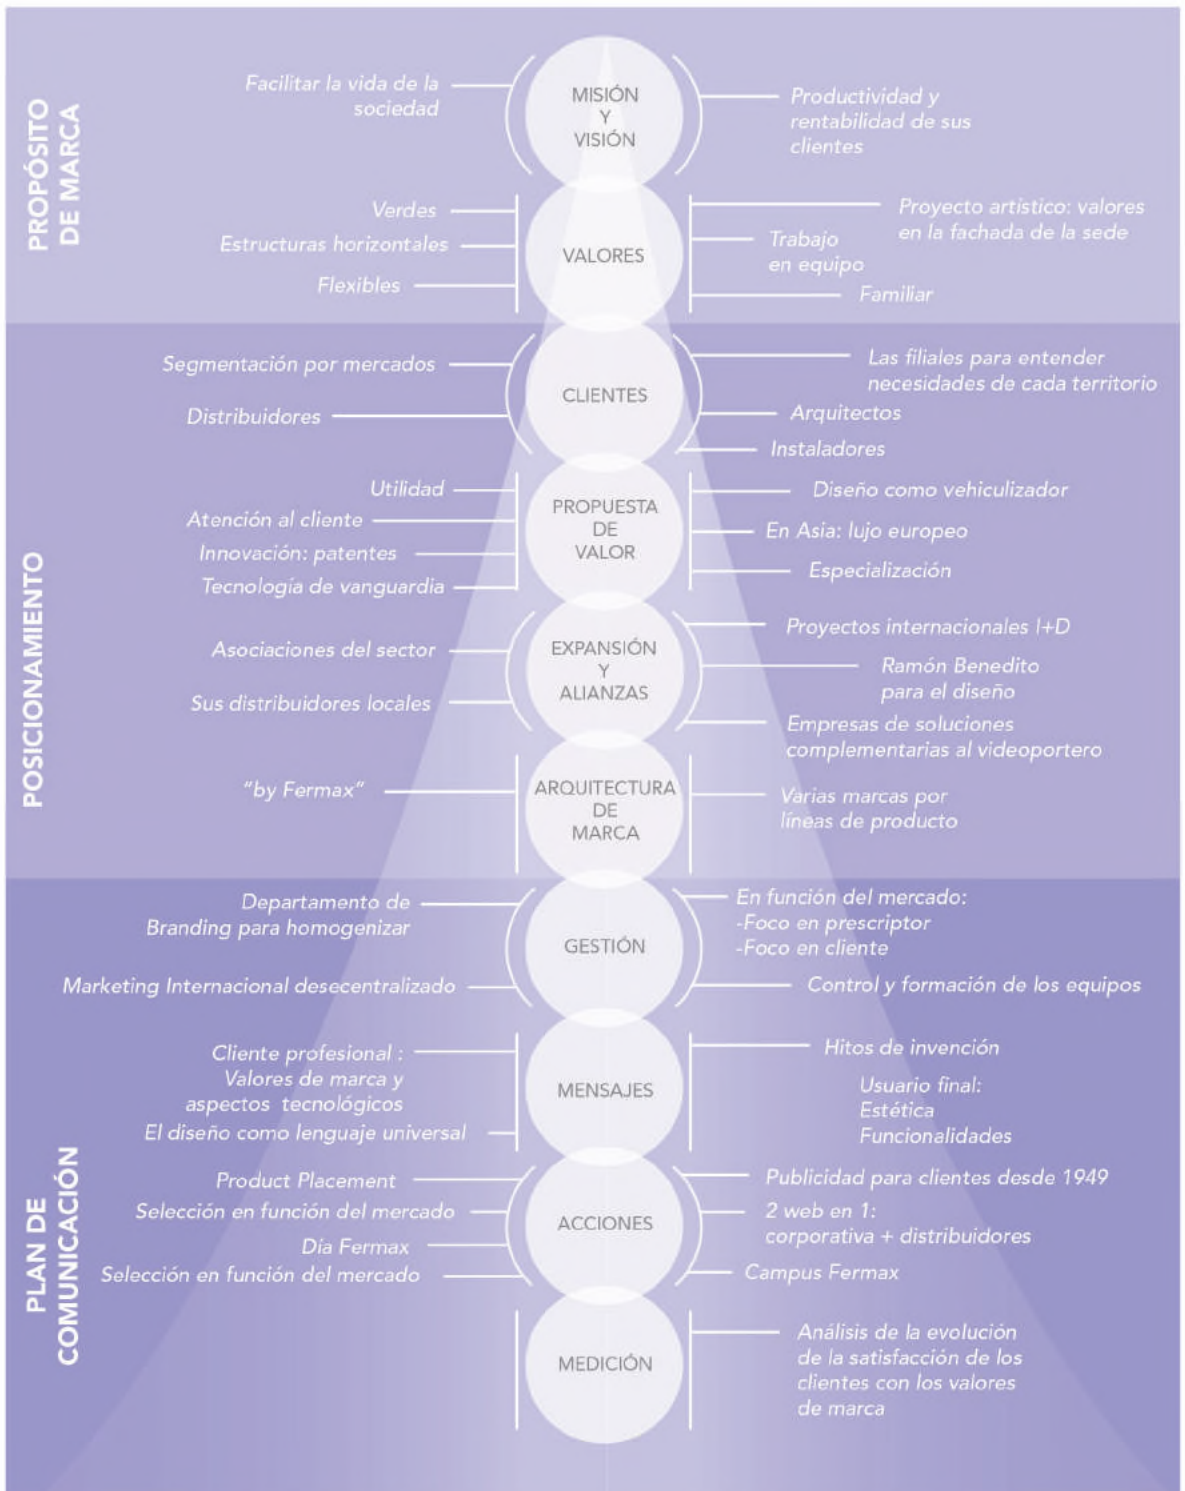 PROPÓSITO
DE MARCA
Facilitar la vida de la
sociedad
MISIÓN
Y
VISIÓN
Productividad y
rentabilidad de sus
clientes
Verdes
Estructuras horizontales
Flexibles
VALORES
Proyecto artístico: valores
en la fachada de la sede
Trabajo
en equipo
Familiar
POSICIONAMIENTO
Segmentación por mercados
Distribuidores
CLIENTES
Las filiales para entender
necesidades de cada territorio
Arquitectos
Instaladores
Utilidad
Atención al cliente
Innovación: patentes
Tecnología de vanguardia
PROPUESTA
DE
VALOR
Diseño como vehiculizador
En Asia: lujo europeo
Especialización
Asociaciones del sector
Sus distribuidores locales
EXPANSIÓN
Y
ALIANZAS
Proyectos internacionales I+D
Ramón Benedito
para el diseño
Empresas de soluciones
complementarias al videoportero
"by Fermax"
ARQUITECTURA
DE
MARCA
Varias marcas por
líneas de producto
PLAN DE
COMUNICACIÓN
Departamento de
Branding para homogenizar
Marketing Internacional desecentralizado
GESTIÓN
En función del mercado:
-Foco en prescriptor
-Foco en cliente
Control y formación de los equipos
Cliente profesional :
Valores de marca y
aspectos tecnológicos
El diseño como lenguaje universal
MENSAJES
Hitos de invención
Usuario final:
Estética
Funcionalidades
Product Placement
Selección en función del mercado
Día Fermax
Selección en función del mercado
ACCIONES
Publicidad para clientes desde 1949
2 web en 1:
corporativa + distribuidores
Campus Fermax
MEDICIÓN
Análisis de la evolución
de la satisfacción de los
clientes con los valores
de marca